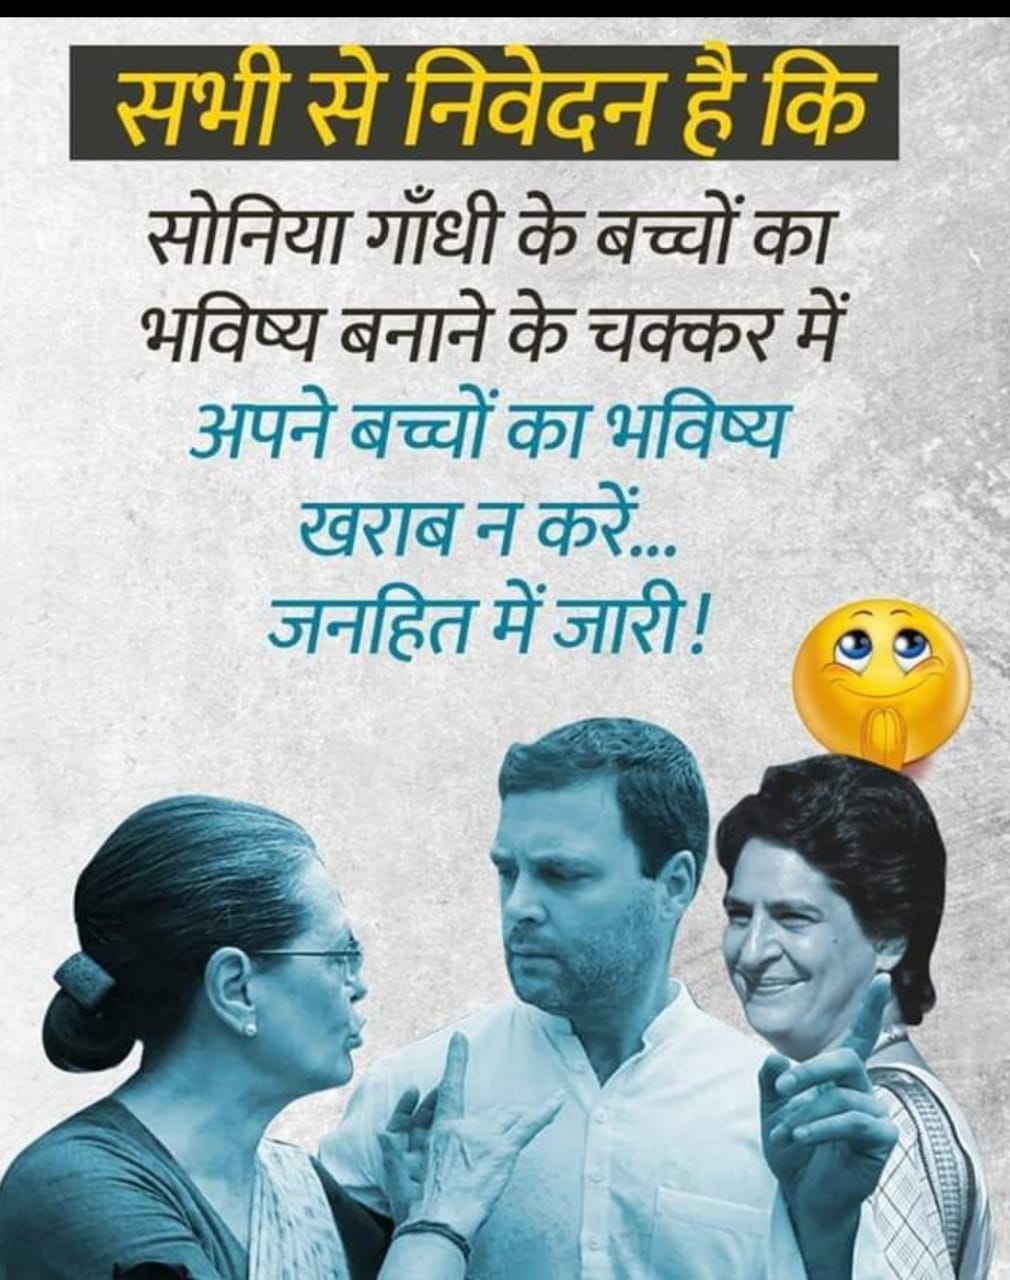 सभी से निवेदन है कि
सोनिया गाँधी के बच्चों का
भविष्य बनाने के चक्कर में
अपने बच्चों का भविष्य
खराब न करें...
जनहित में जारी!